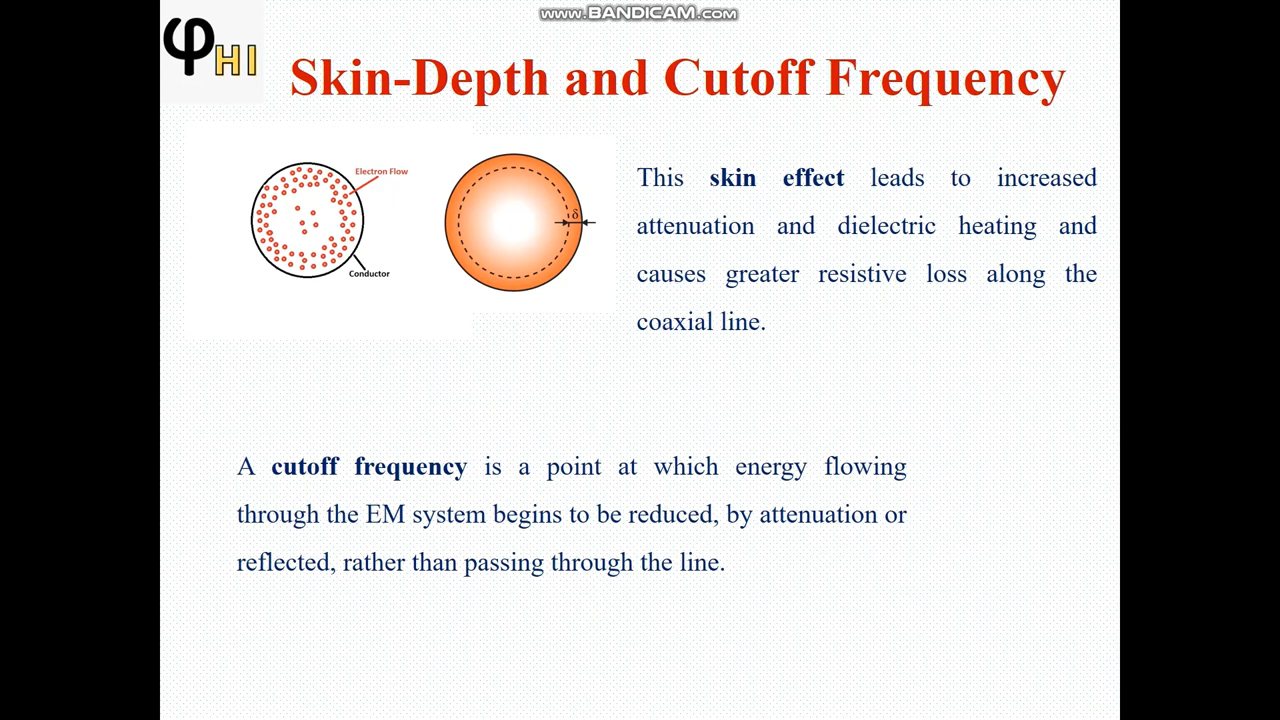 www.BANDICAM.com
φHI
Skin-Depth and Cutoff Frequency
Electron Flow
Conductor
δ
This skin effect leads to increased
attenuation and dielectric heating and
causes greater resistive loss along the
coaxial line.
A cutoff frequency is a point at which energy flowing
through the EM system begins to be reduced, by attenuation or
reflected, rather than passing through the line.